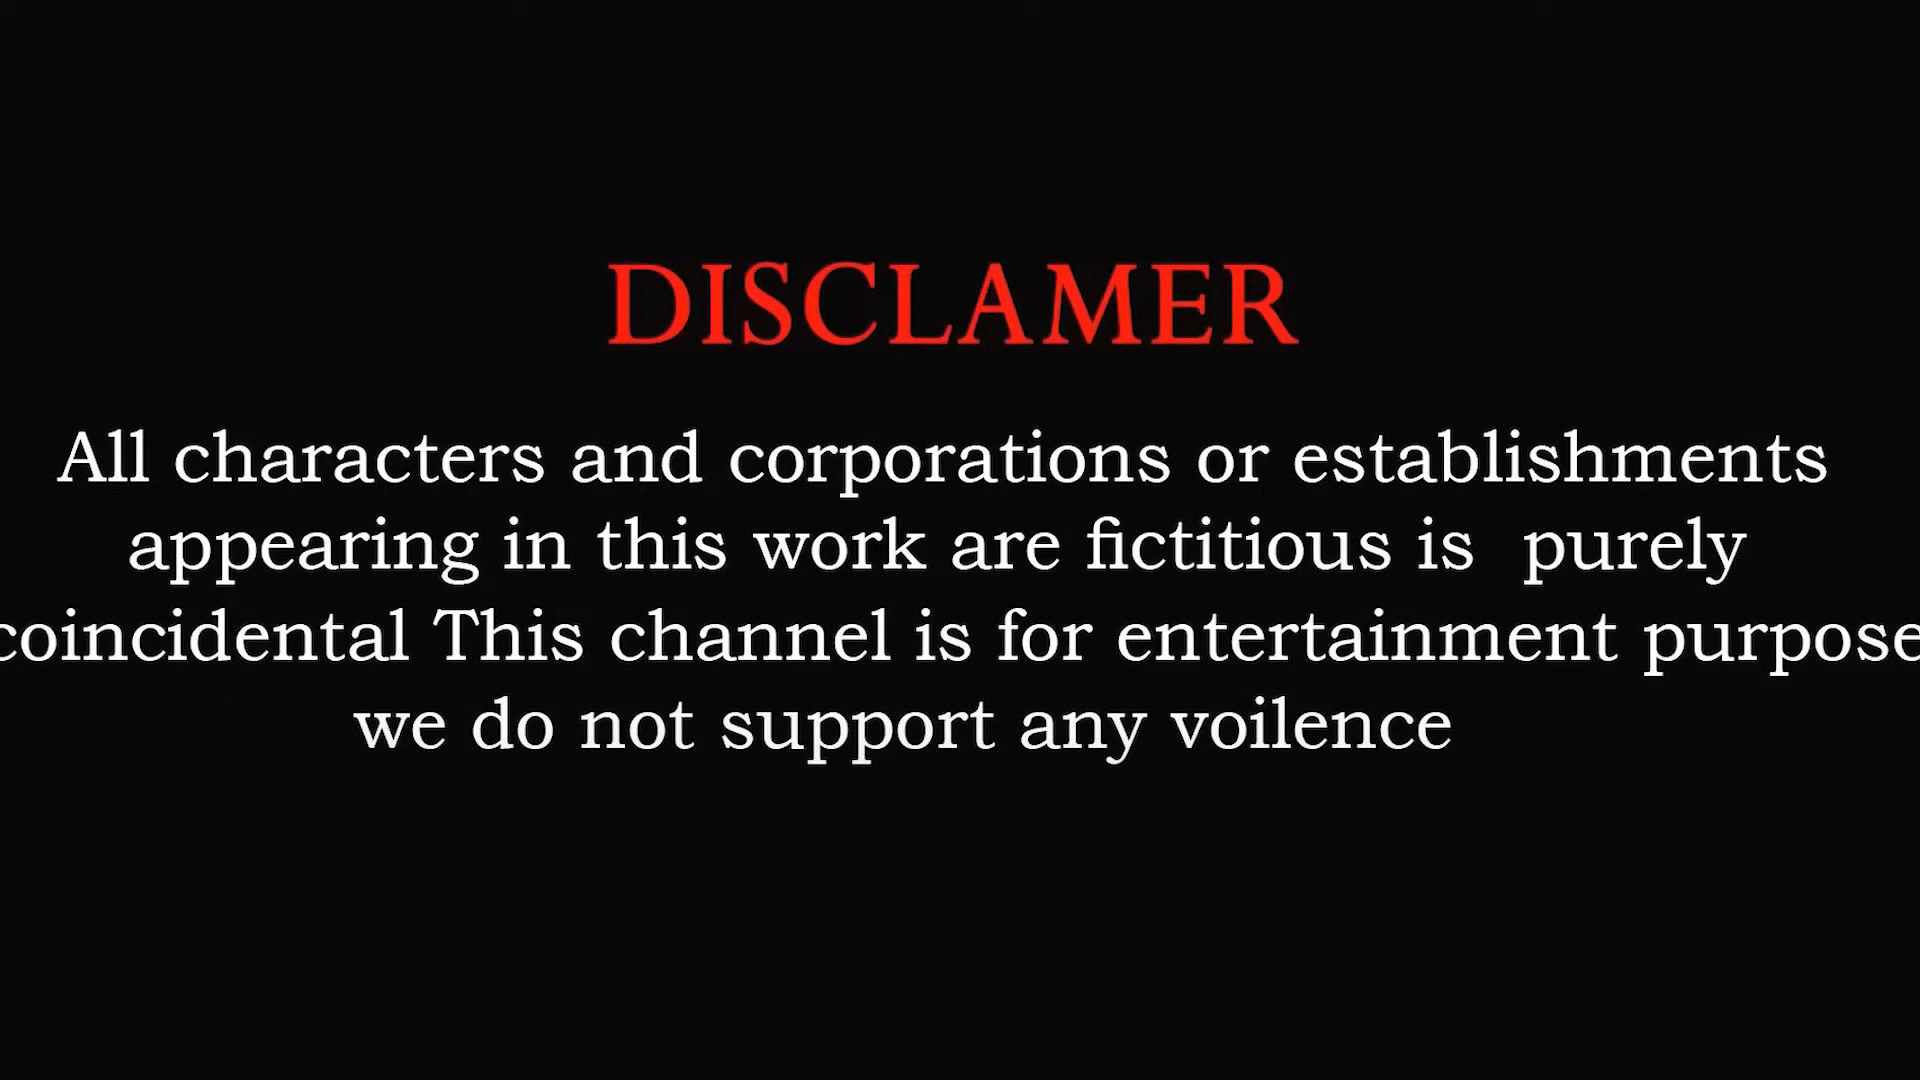 DISCLAMER
All characters and corporations or establishments
appearing in this work are fictitious is  purely
coincidental This channel is for entertainment purpose
we do not support any voilence